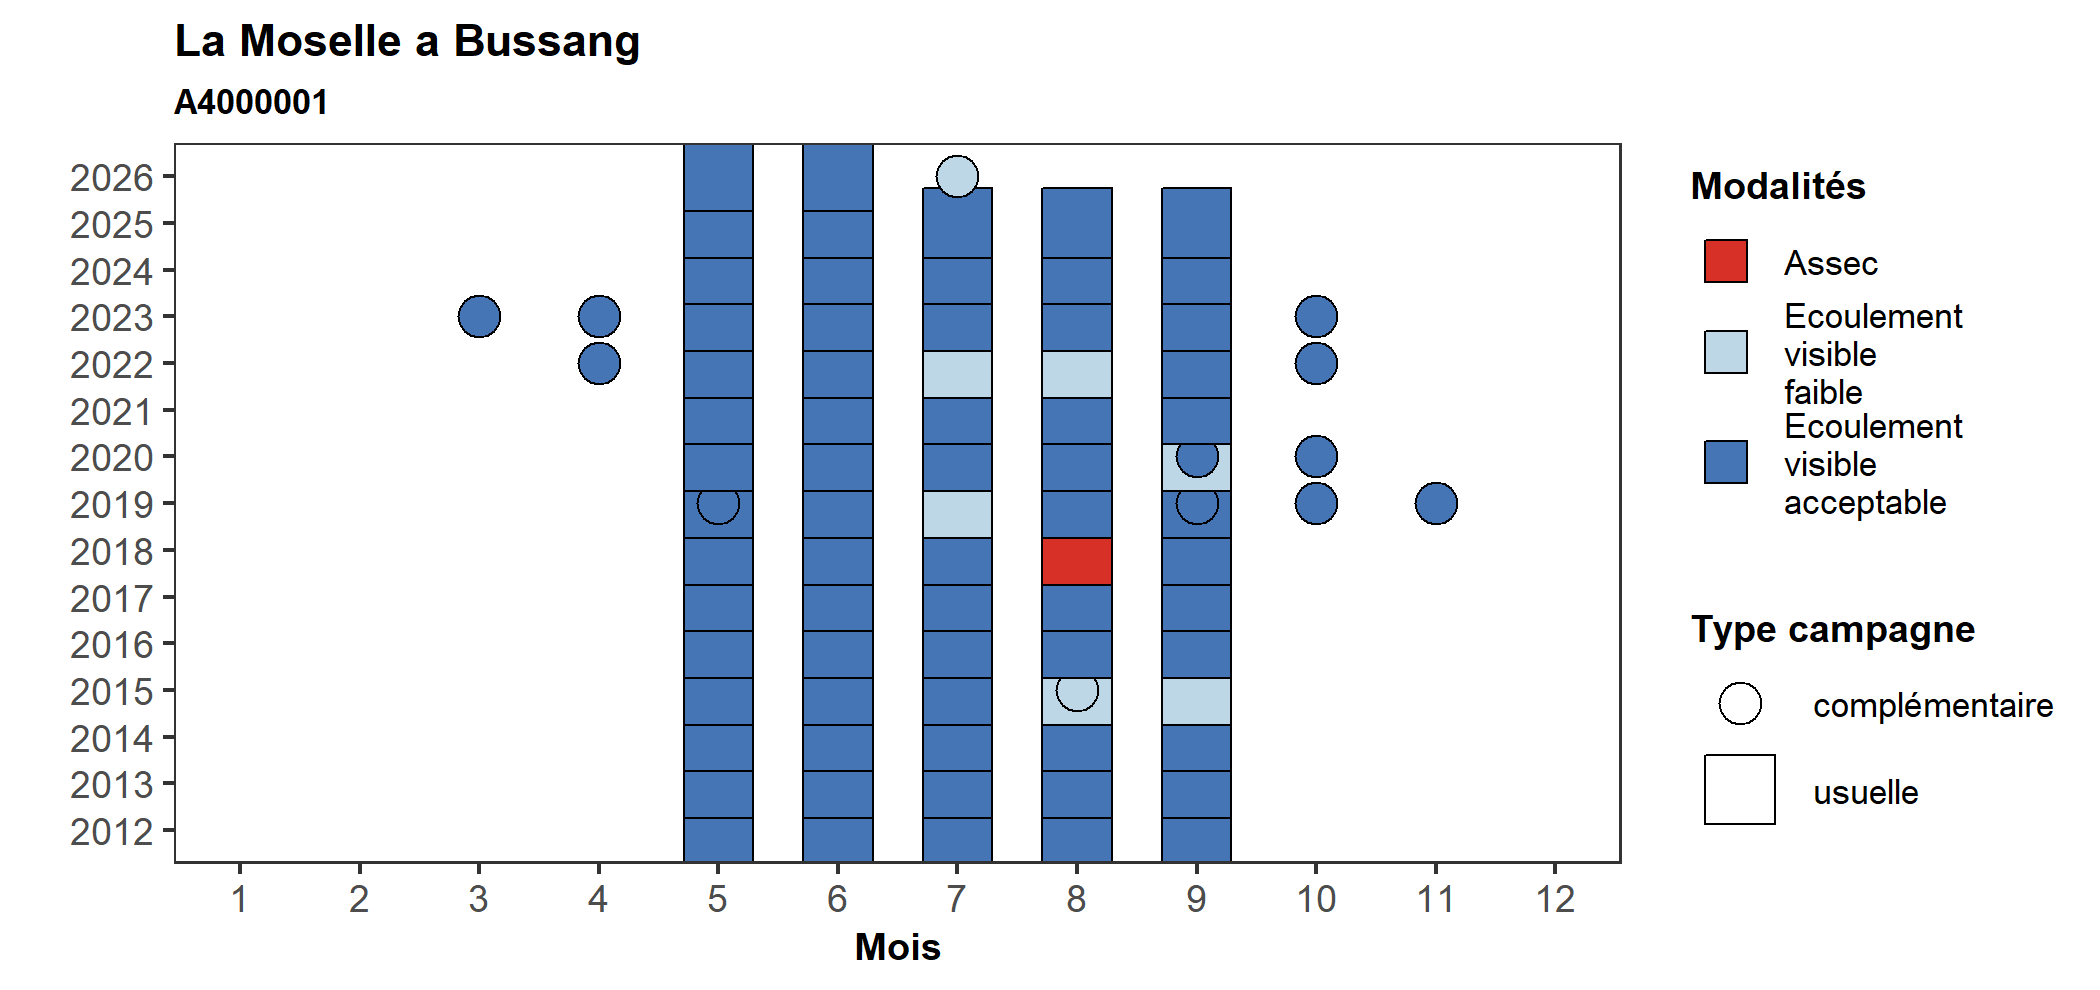 La Moselle a Bussang
A4000001
2026
2025
2024
2023
2022
2021
2020
2019
2018
2017
2016
2015
2014
2013
2012
1 2 3 4 5 6 7 8 9 10 11 12
Mois
Modalités
Assec
Ecoulement
visible
faible
Ecoulement
visible
acceptable
Type campagne
complémentaire
usuelle